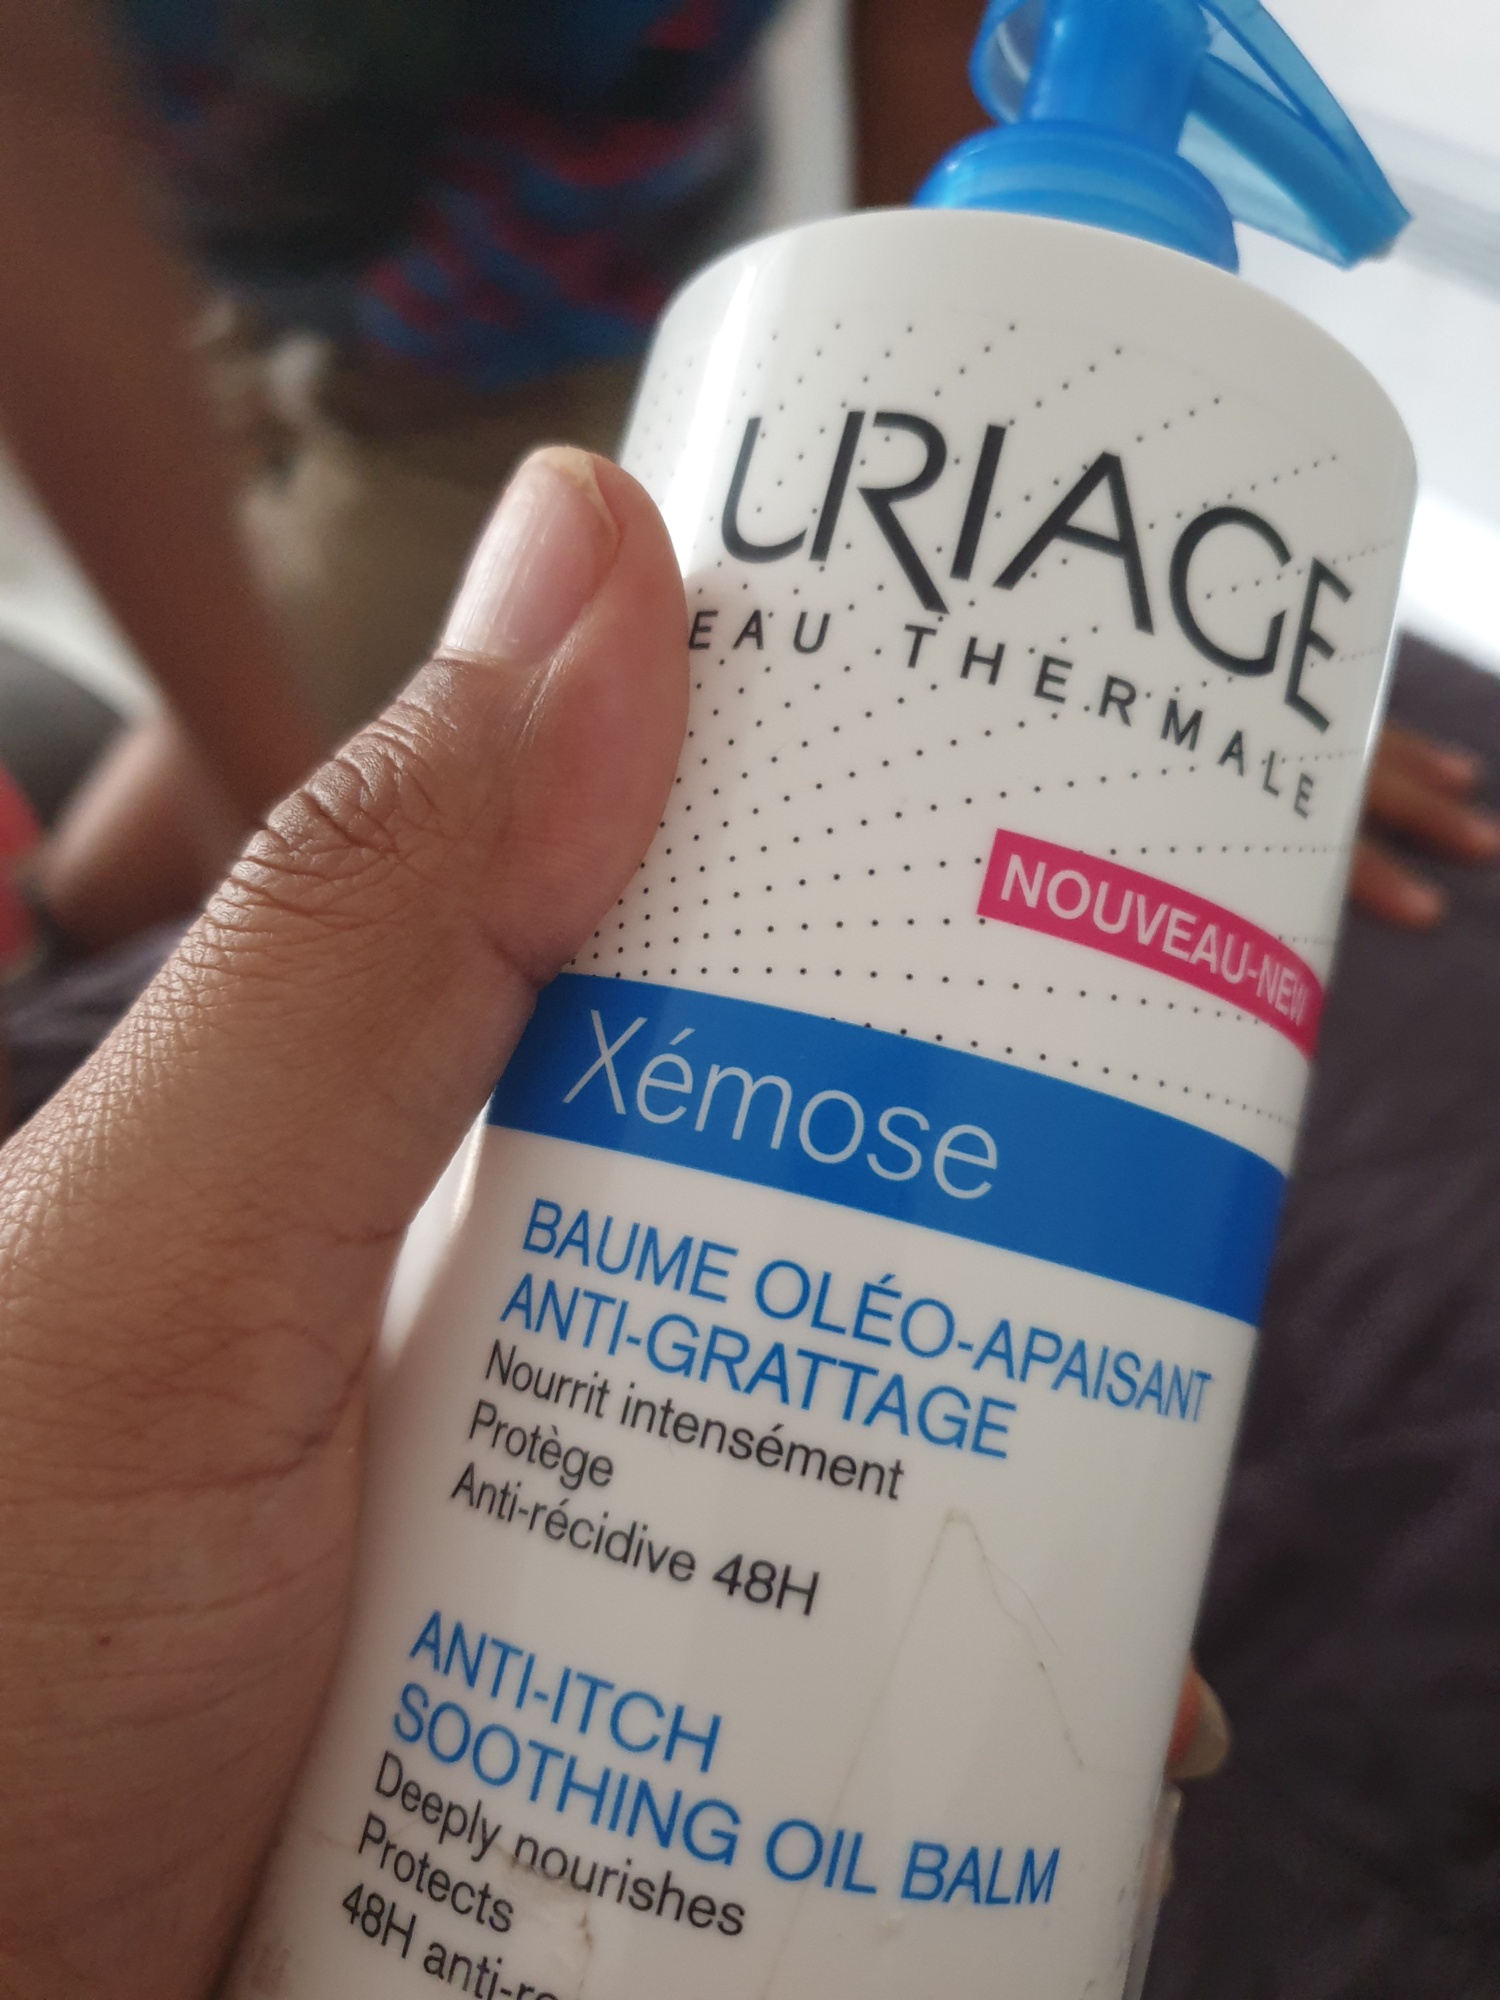 URIAGE
EAU THERMALE
NOUVEAU-NEW
Xémose
BAUME OLÉO-APAISANT
ANTI-GRATTAGE
Nourrit intensément
Protège
Anti-récidive 48H
ANTI-ITCH
SOOTHING OIL BALM
Deeply nourishes
Protects
48H